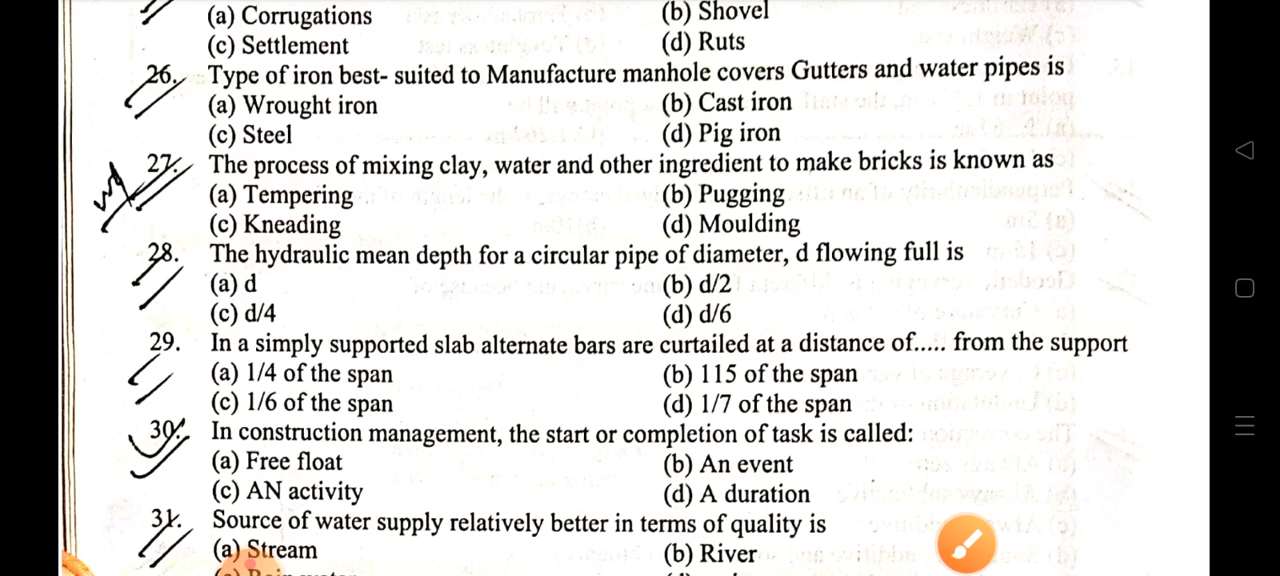 (a) Corrugations (b) Shovel
(c) Settlement (d) Ruts
26. Type of iron best- suited to Manufacture manhole covers Gutters and water pipes is
(a) Wrought iron (b) Cast iron
(c) Steel (d) Pig iron
27. The process of mixing clay, water and other ingredient to make bricks is known as
(a) Tempering (b) Pugging
(c) Kneading (d) Moulding
28. The hydraulic mean depth for a circular pipe of diameter, d flowing full is
(a) d (b) d/2
(c) d/4 (d) d/6
29. In a simply supported slab alternate bars are curtailed at a distance of..... from the support
(a) 1/4 of the span (b) 115 of the span
(c) 1/6 of the span (d) 1/7 of the span
30. In construction management, the start or completion of task is called:
(a) Free float (b) An event
(c) AN activity (d) A duration
31. Source of water supply relatively better in terms of quality is
(a) Stream (b) River